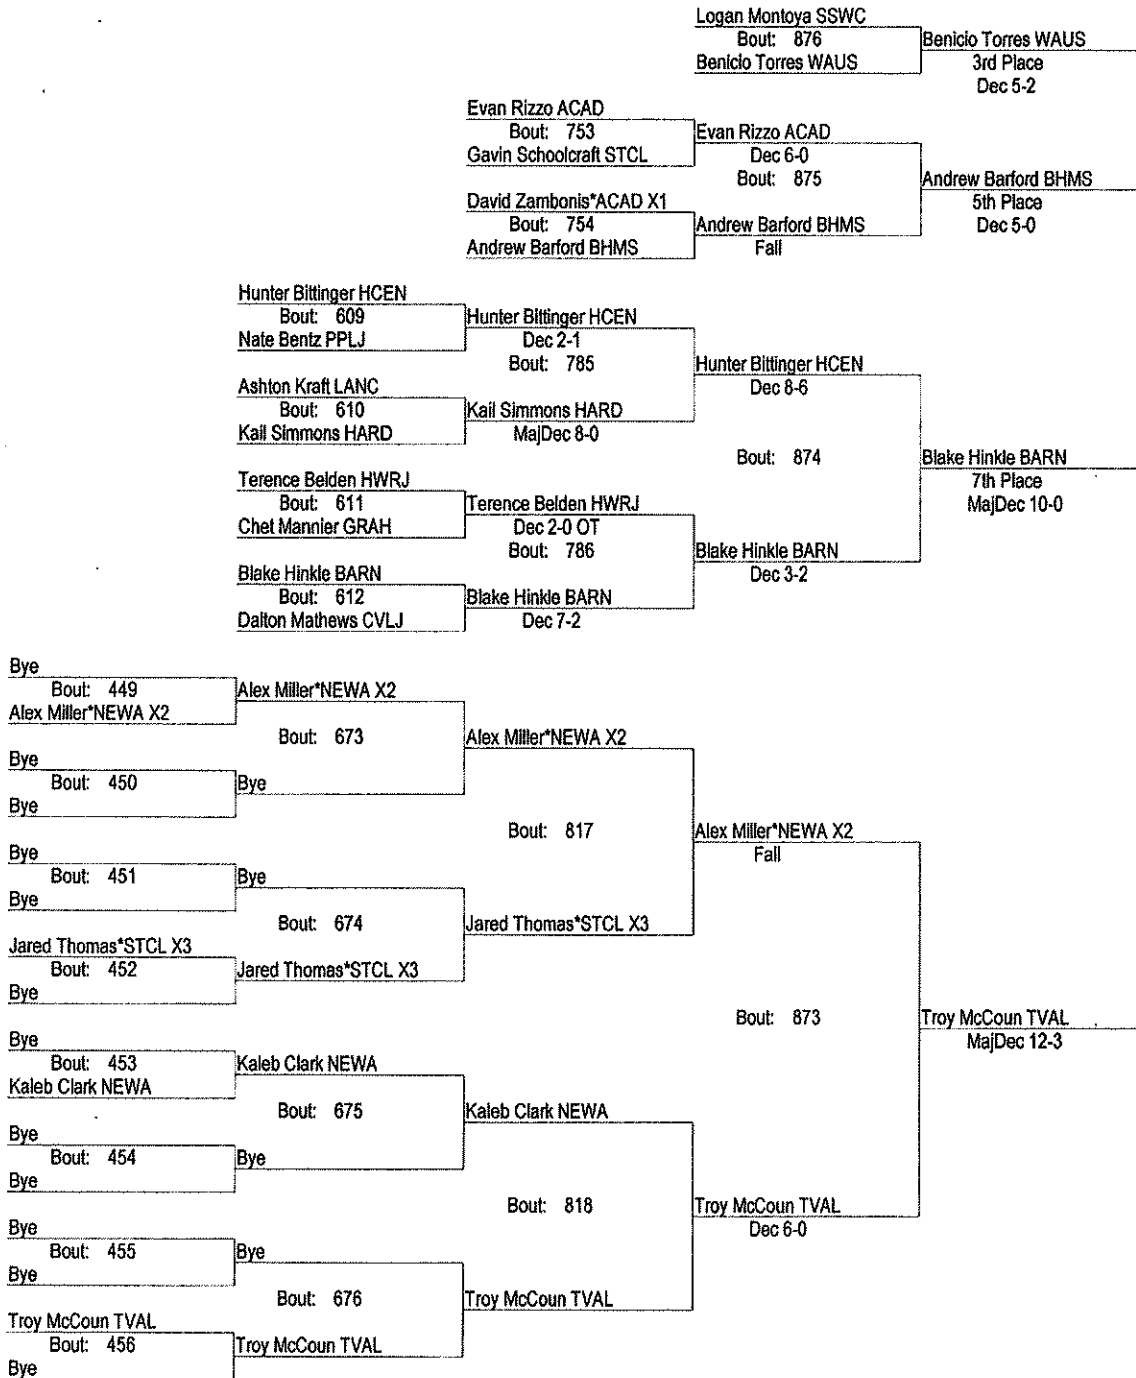 Logan Montoya SSWC
Bout: 876
Benicio Torres WAUS
Benicio Torres WAUS
3rd Place
Dec 5-2
Evan Rizzo ACAD
Bout: 753
Gavin Schoolcraft STCL
Evan Rizzo ACAD
Dec 6-0
Bout: 875
David Zambonis*ACAD X1
Bout: 754
Andrew Barford BHMS
Andrew Barford BHMS
Fall
Andrew Barford BHMS
5th Place
Dec 5-0
Hunter Bittinger HCEN
Bout: 609
Nate Bentz PPLJ
Hunter Bittinger HCEN
Dec 2-1
Bout: 785
Ashton Kraft LANC
Bout: 610
Kail Simmons HARD
Kail Simmons HARD
MajDec 8-0
Hunter Bittinger HCEN
Dec 8-6
Bout: 874
Terence Belden HWRJ
Bout: 611
Chet Mannier GRAH
Terence Belden HWRJ
Dec 2-0 OT
Bout: 786
Blake Hinkle BARN
Bout: 612
Dalton Mathews CVLJ
Blake Hinkle BARN
Dec 7-2
Blake Hinkle BARN
Dec 3-2
Blake Hinkle BARN
7th Place
MajDec 10-0
Bye
Bout: 449
Alex Miller*NEWA X2
Alex Miller*NEWA X2
Bout: 673
Bye
Bout: 450
Bye
Bye
Alex Miller*NEWA X2
Bout: 817
Bye
Bout: 451
Bye
Bye
Bout: 674
Jared Thomas*STCL X3
Bout: 452
Bye
Jared Thomas*STCL X3
Jared Thomas*STCL X3
Alex Miller*NEWA X2
Fall
Bout: 873
Bye
Bout: 453
Kaleb Clark NEWA
Kaleb Clark NEWA
Bout: 675
Bye
Bout: 454
Bye
Bye
Kaleb Clark NEWA
Bout: 818
Bye
Bout: 455
Bye
Bye
Bout: 676
Troy McCoun TVAL
Bout: 456
Bye
Troy McCoun TVAL
Troy McCoun TVAL
Troy McCoun TVAL
Dec 6-0
Troy McCoun TVAL
MajDec 12-3